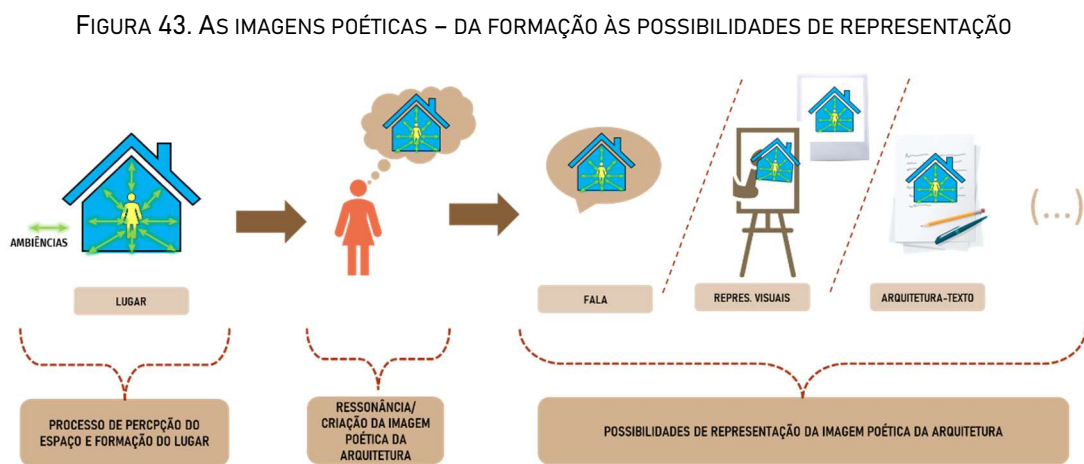 FIGURA 43. AS IMAGENS POÉTICAS – DA FORMAÇÃO ÀS POSSIBILIDADES DE REPRESENTAÇÃO
AMBIÊNCIAS
(...)
LUGAR
FALA
REPRES. VISUAIS
ARQUITETURA-TEXTO
PROCESSO DE PERCPÇÃO DO
ESPAÇO E FORMAÇÃO DO LUGAR
RESSONÂNCIA/
CRIAÇÃO DA IMAGEM
POÉTICA DA
ARQUITETURA
POSSIBILIDADES DE REPRESENTAÇÃO DA IMAGEM POÉTICA DA ARQUITETURA